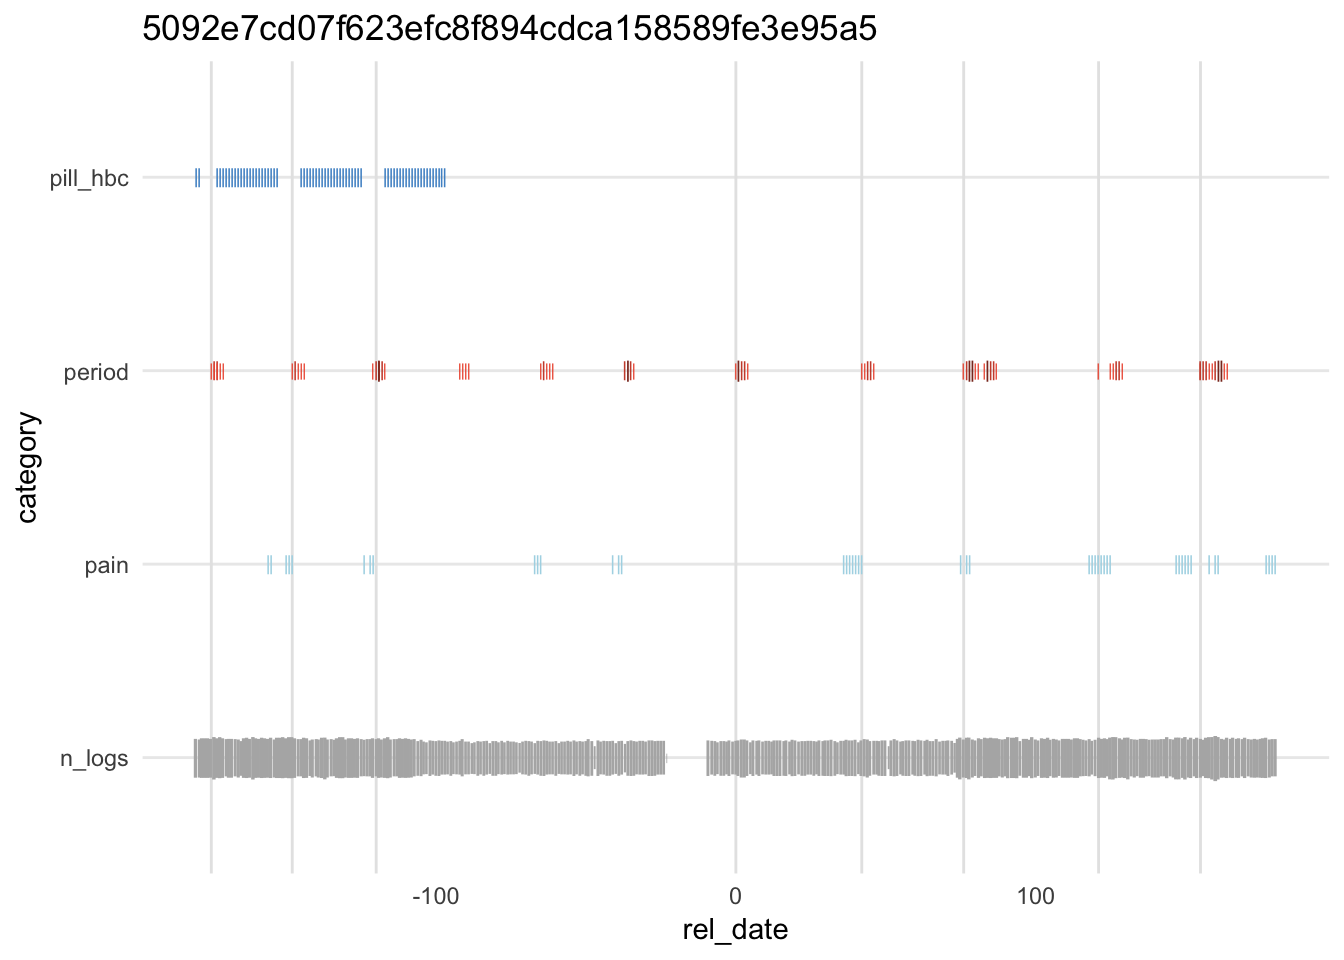 5092e7cd07f623efc8f894cdca158589fe3e95a5
category
pill_hbc
period
pain
n_logs
-100 0 100
rel_date